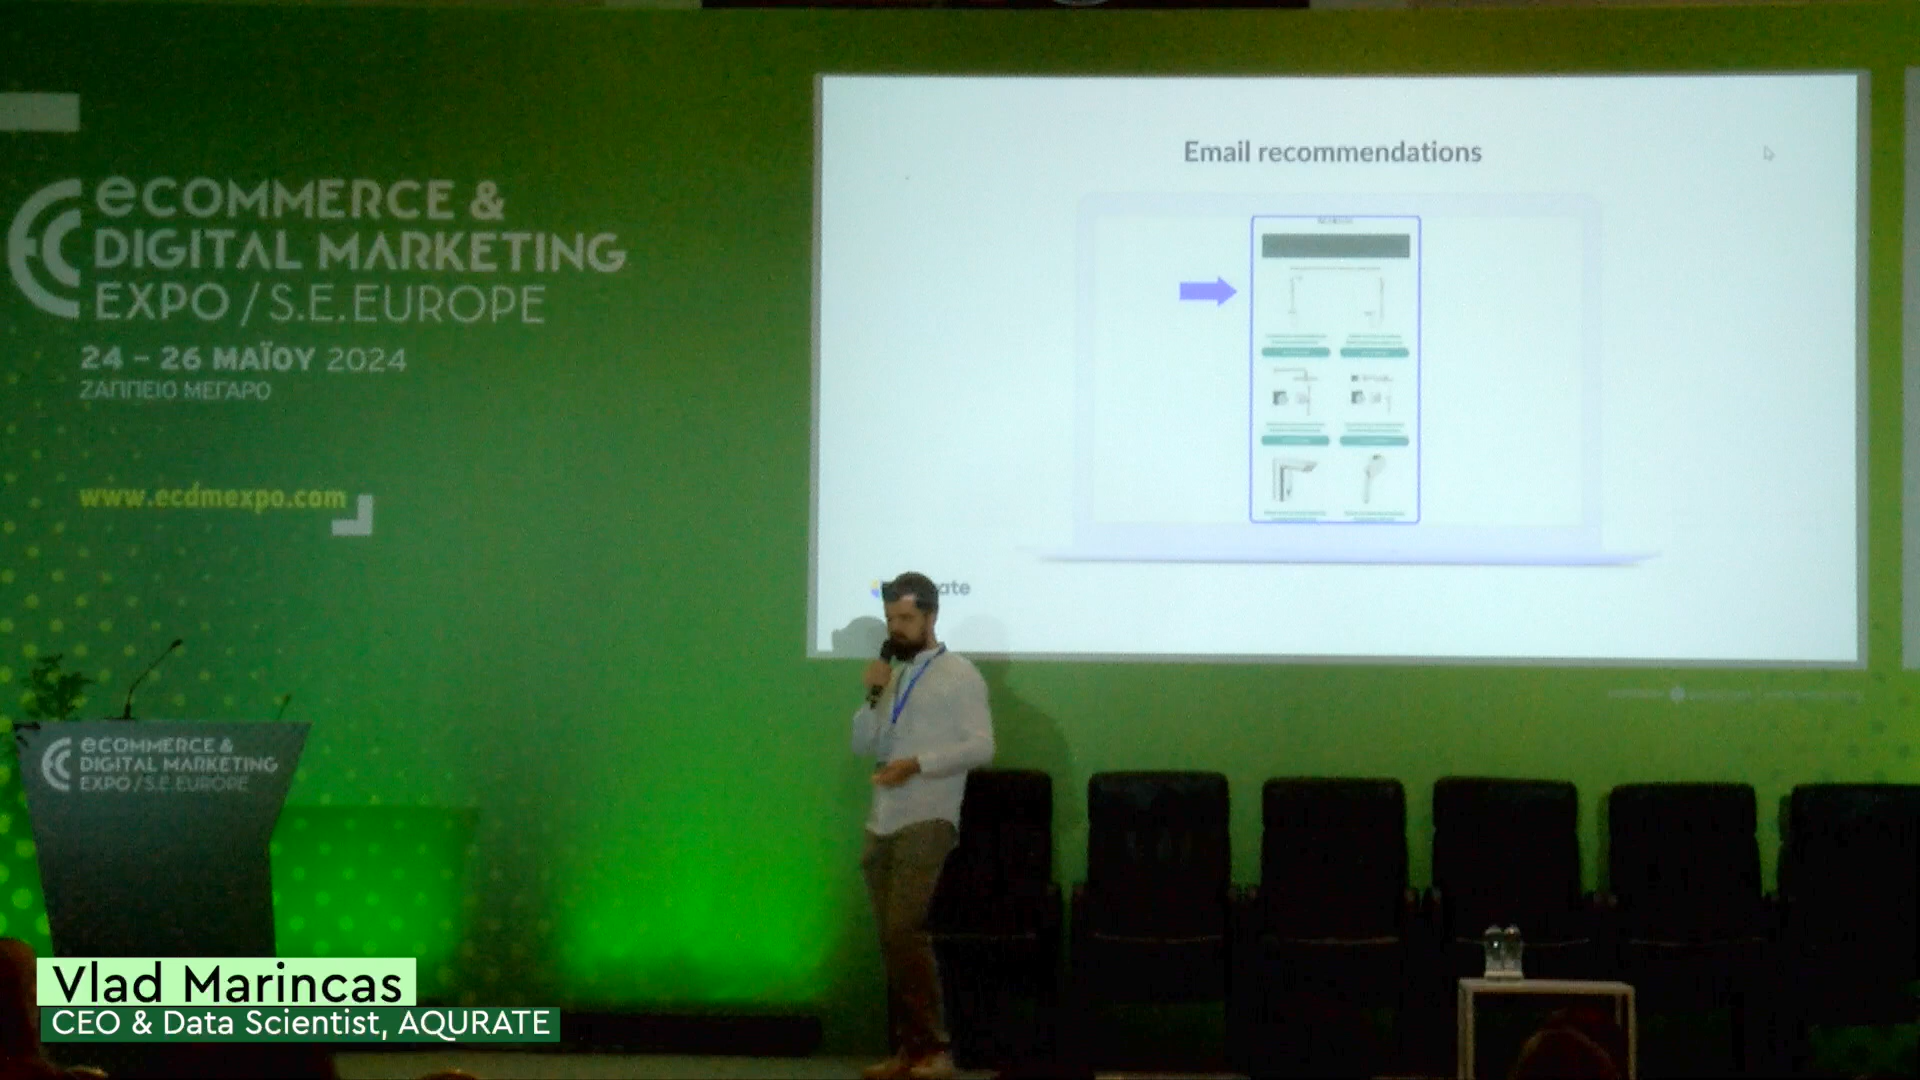 eCOMMERCE &
DIGITAL MARKETING
EXPO / S.E.EUROPE
24 – 26 ΜΑΪΟΥ 2024
ΖΑΠΠΕΙΟ ΜΕΓΑΡΟ
www.ecdmexpo.com
Email recommendations
eCOMMERCE &
DIGITAL MARKETING
EXPO / S.E.EUROPE
Vlad Marincas
CEO & Data Scientist, AQURATE